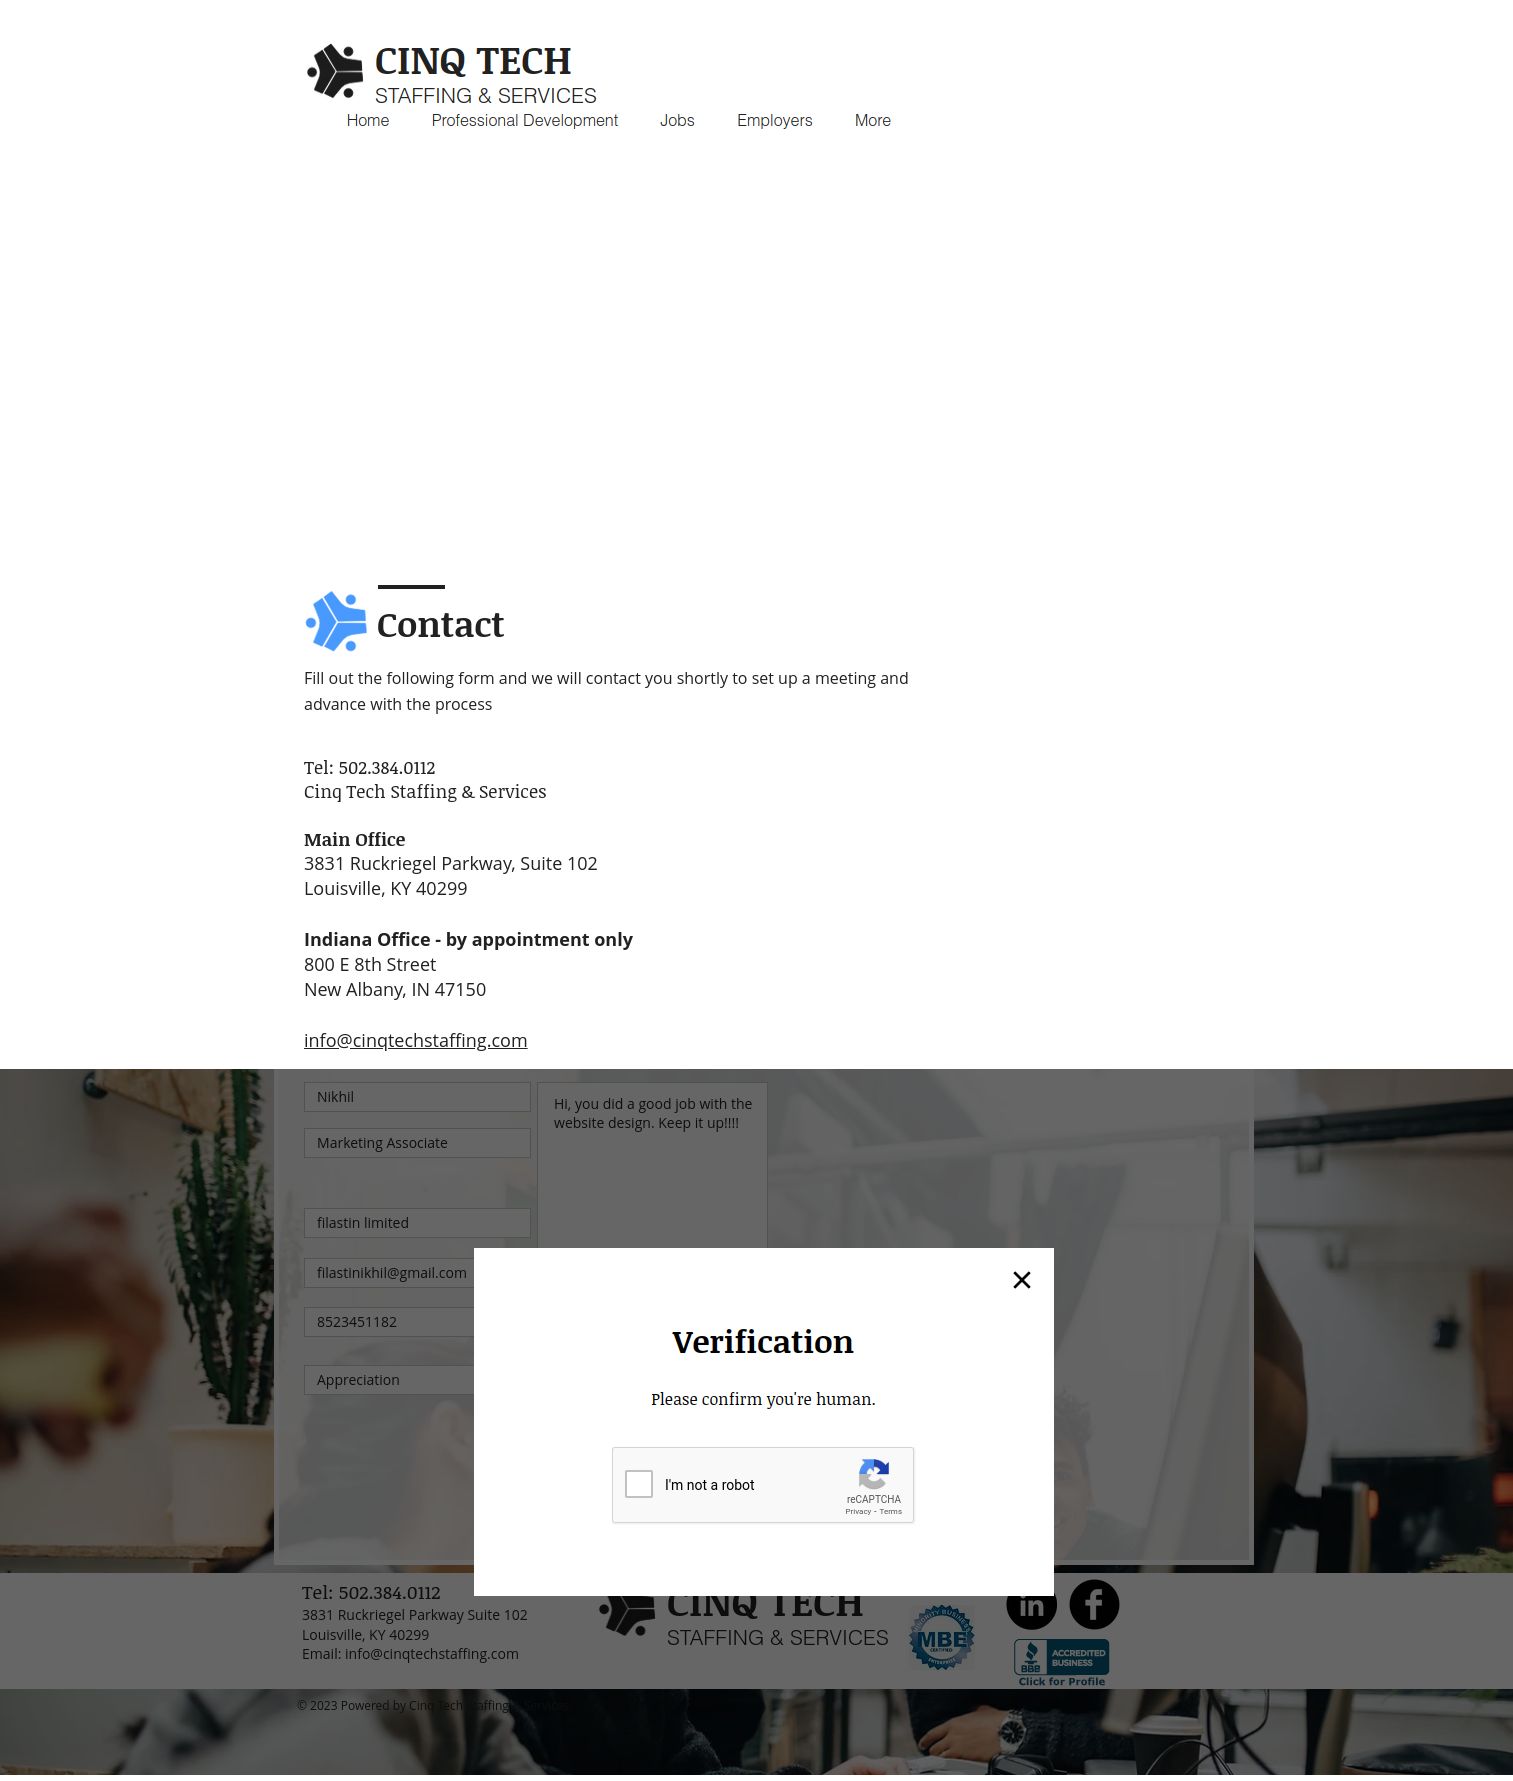 CINQ TECH
STAFFING & SERVICES
Home Professional Development Jobs Employers More
Contact
Fill out the following form and we will contact you shortly to set up a meeting and
advance with the process
Tel: 502.384.0112
Cinq Tech Staffing & Services
Main Office
3831 Ruckriegel Parkway, Suite 102
Louisville, KY 40299
Indiana Office - by appointment only
800 E 8th Street
New Albany, IN 47150
info@cinqtechstaffing.com
Nikhil
Marketing Associate
filastin limited
filastinikhil@gmail.com
8523451182
Appreciation
Hi, you did a good job with the
website design. Keep it up!!!!
Verification
Please confirm you're human.
I'm not a robot
reCAPTCHA
Privacy - Terms
Tel: 502.384.0112
3831 Ruckriegel Parkway Suite 102
Louisville, KY 40299
Email: info@cinqtechstaffing.com
CINQ TECH
STAFFING & SERVICES
MBE
CERTIFIED
ENTERPRISE
in
f
BBB
ACCREDITED
BUSINESS
Click for Profile
© 2023 Powered by Cinq Tech Staffing & Services